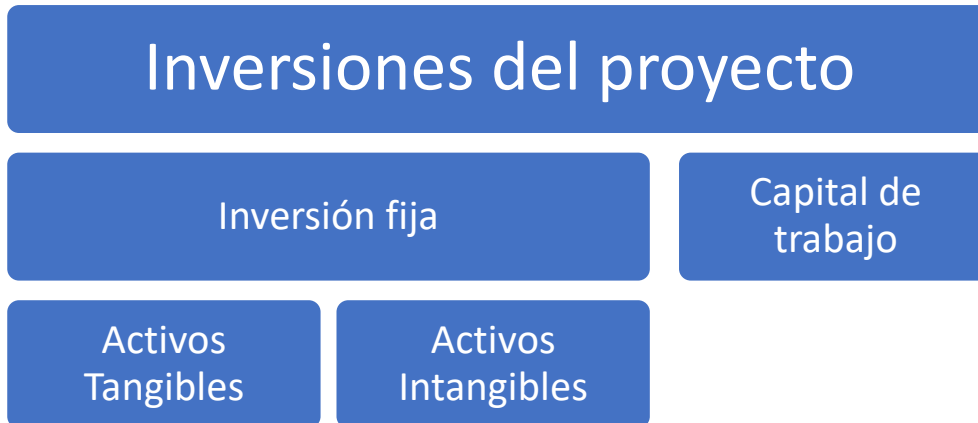 Inversiones del proyecto
Inversión fija
Capital de
trabajo
Activos
Tangibles
Activos
Intangibles